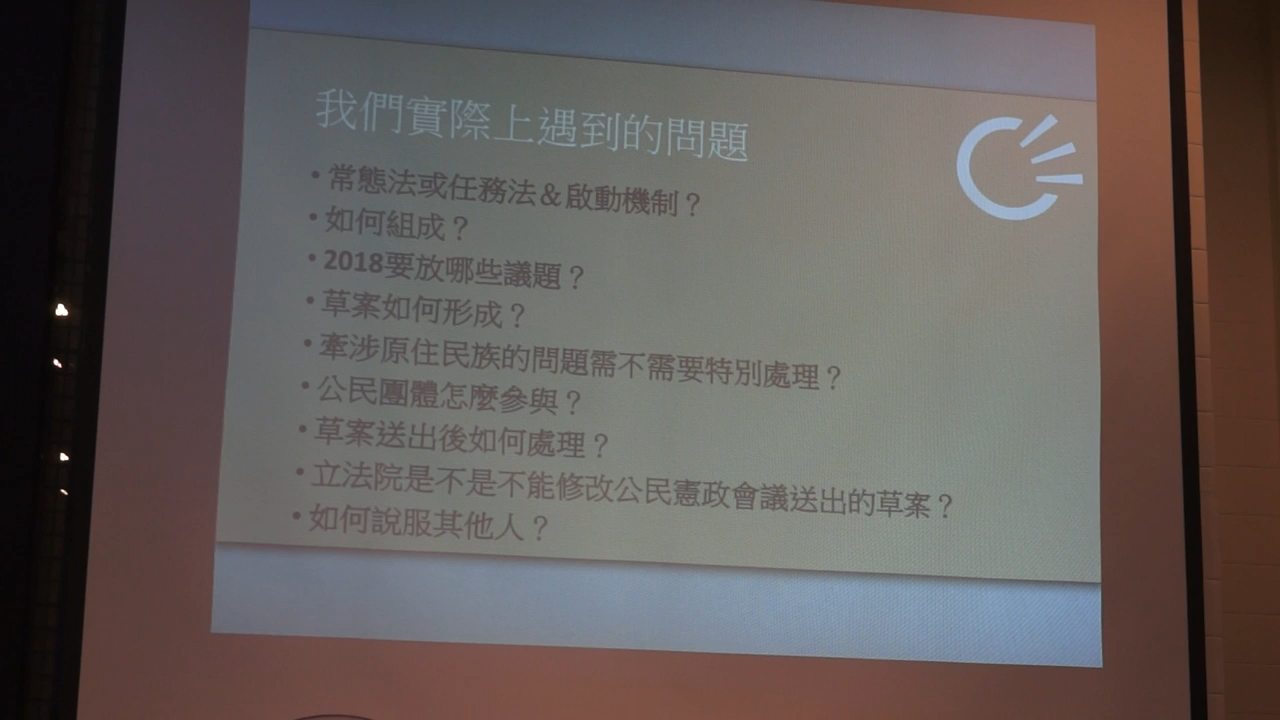 我們實際上遇到的問題
•常態法或任務法＆啟動機制？
•如何組成？
•2018要放哪些議題？
•草案如何形成？
•牽涉原住民族的問題需不需要特別處理？
•公民團體怎麼參與？
•草案送出後如何處理？
•立法院是不是不能修改公民憲政會議送出的草案？
•如何說服其他人？